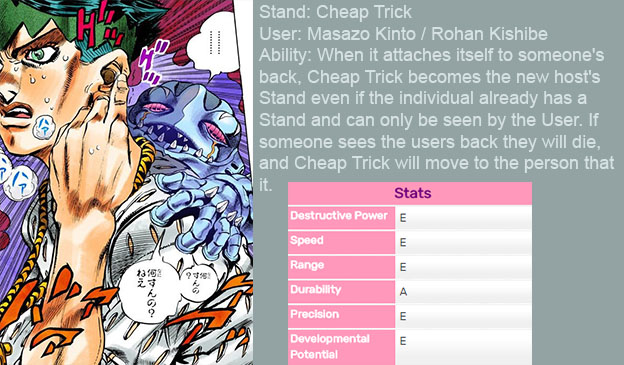 Stand: Cheap Trick
User: Masazo Kinto / Rohan Kishibe
Ability: When it attaches itself to someone's
back, Cheap Trick becomes the new host's
Stand even if the individual already has a
Stand and can only be seen by the User. If
someone sees the users back they will die,
and Cheap Trick will move to the person that
it.
Stats
Destructive Power E
Speed E
Range E
Durability A
Precision E
Developmental
Potential E
ハァ
ハァ
何すんの?
ねえ
?何すんの